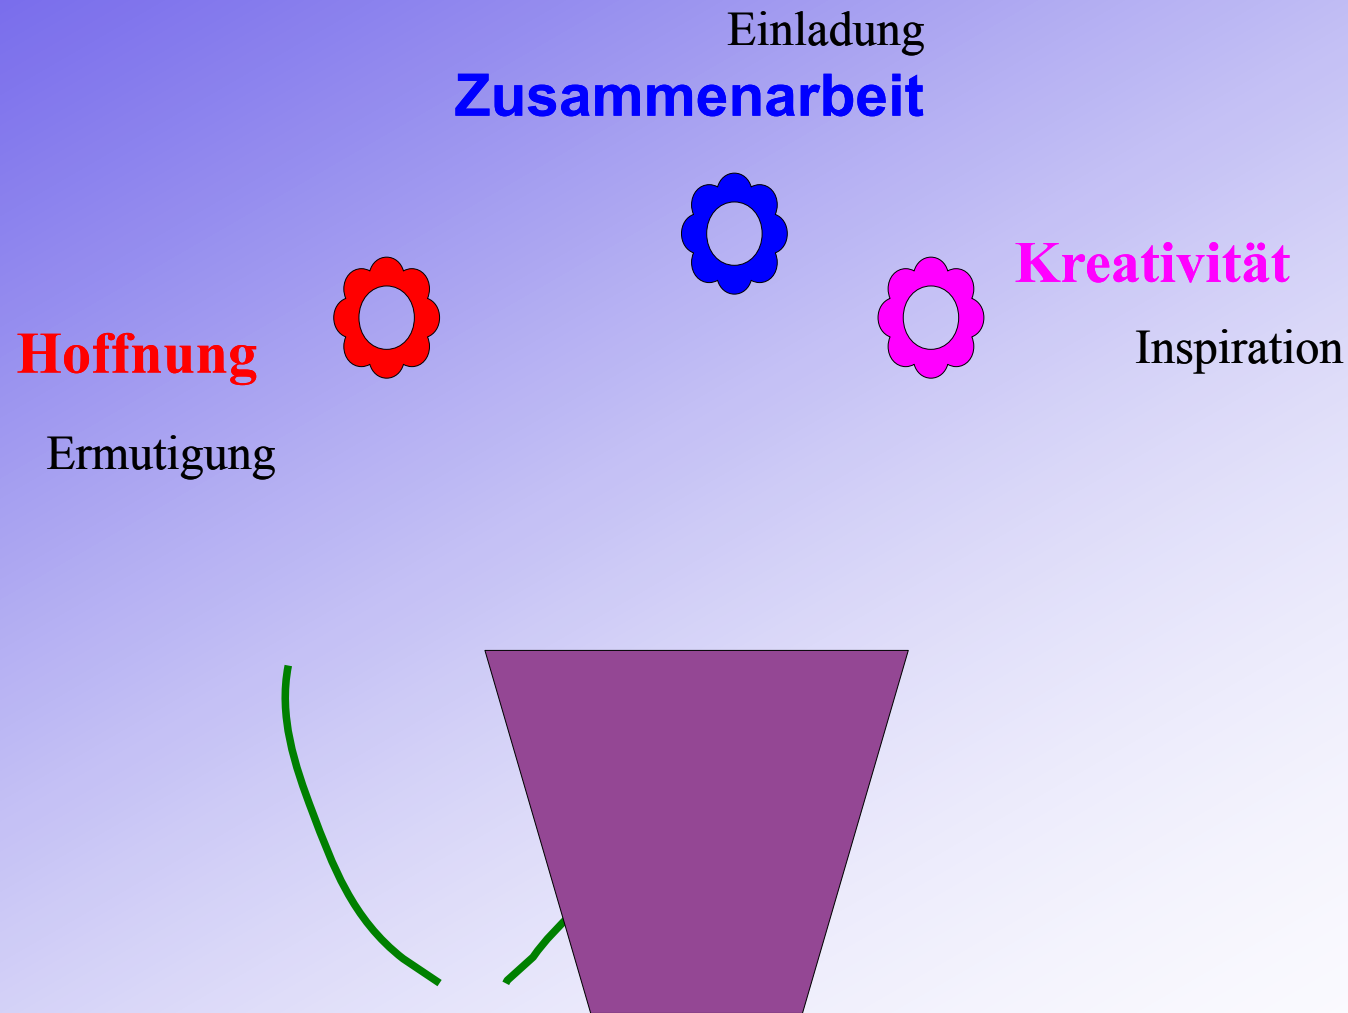 Einladung
Zusammenarbeit
Kreativität
Inspiration
Hoffnung
Ermutigung